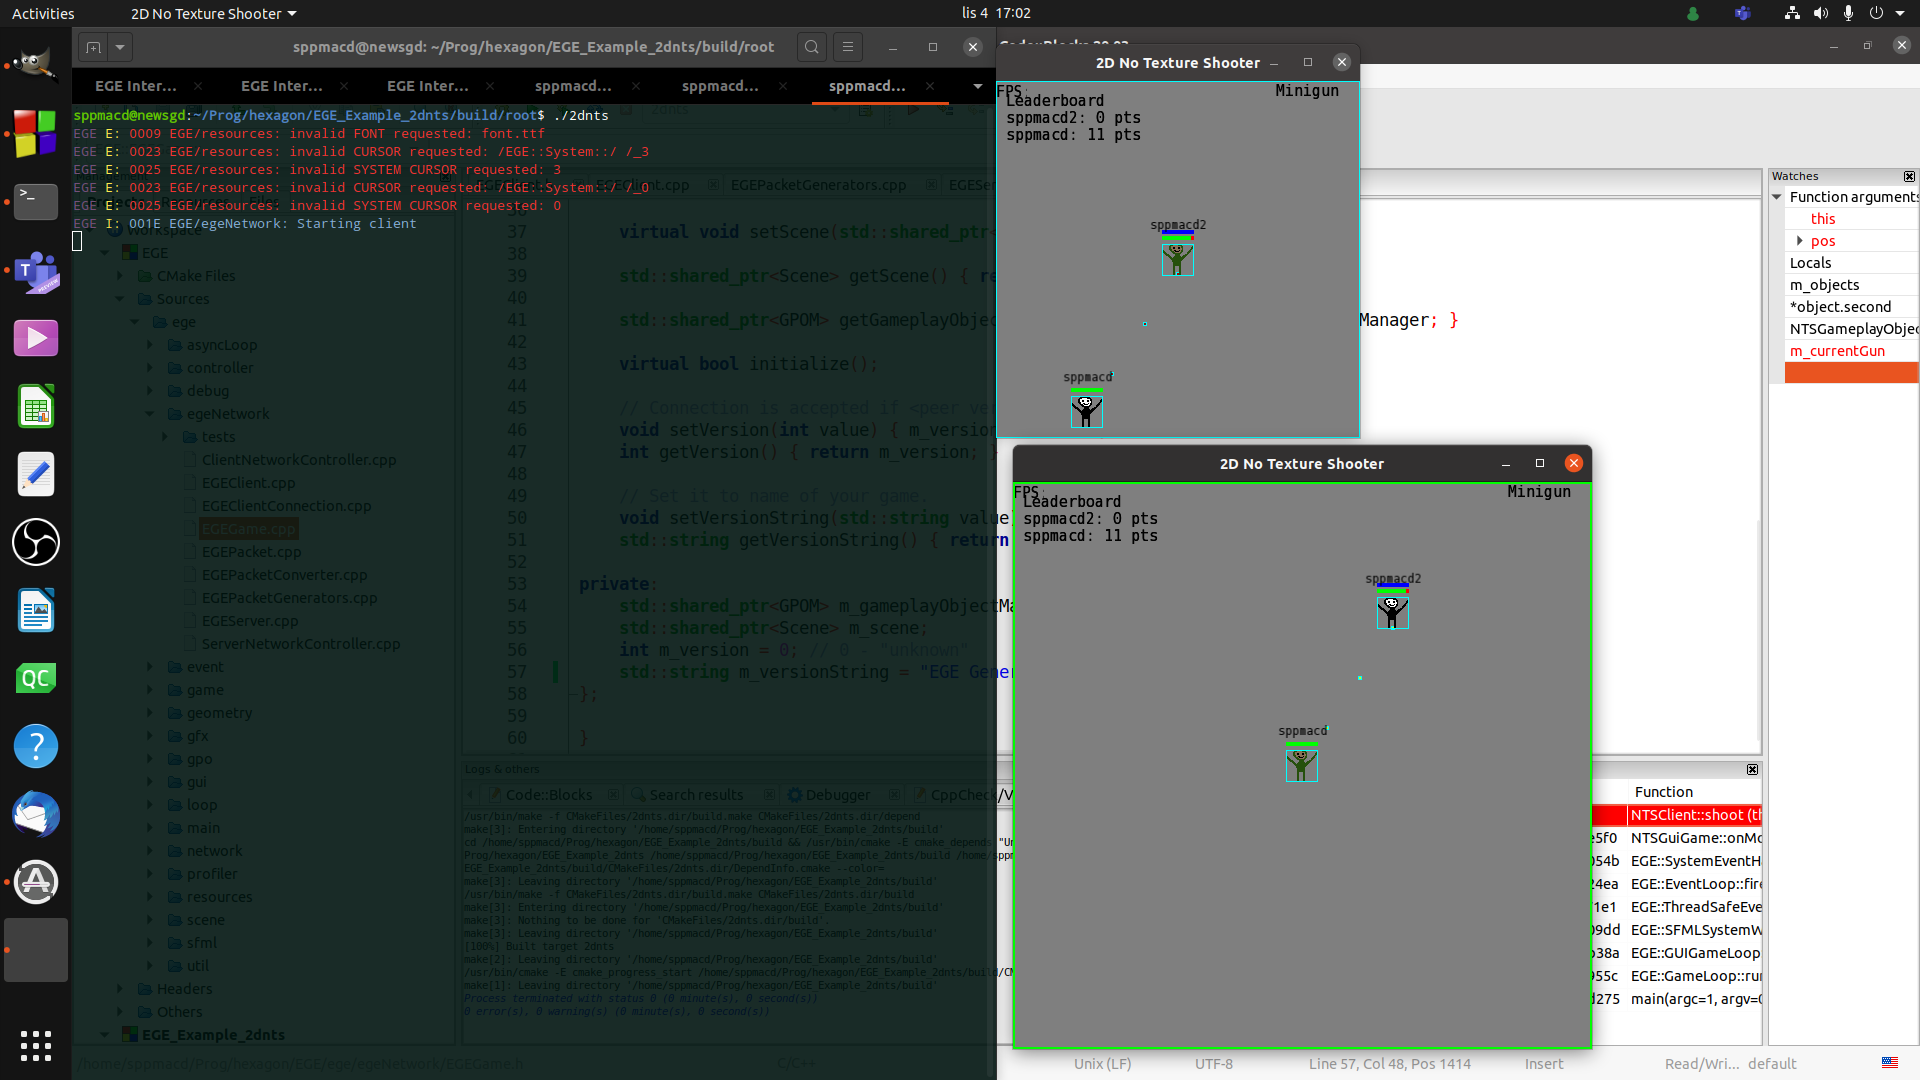 Activities
2D No Texture Shooter
lis 4 17:02
sppmacd@newsgd: ~/Prog/hexagon/EGE_Example_2dnts/build/root
EGE Inter...
EGE Inter...
EGE Inter...
sppmacd...
sppmacd...
sppmacd...
sppmacd@newsgd:~/Prog/hexagon/EGE_Example_2dnts/build/root$ ./2dnts
EGE E: 0009 EGE/resources: invalid FONT requested: font.ttf
EGE E: 0023 EGE/resources: invalid CURSOR requested: /EGE::System::/ /_3
EGE E: 0025 EGE/resources: invalid SYSTEM CURSOR requested: 3
EGE E: 0023 EGE/resources: invalid CURSOR requested: /EGE::System::/ /_0
EGE E: 0025 EGE/resources: invalid SYSTEM CURSOR requested: 0
EGE I: 001E EGE/egeNetwork: Starting client
Workspace
EGE
CMake Files
Sources
ege
asyncLoop
controller
debug
egeNetwork
tests
ClientNetworkController.cpp
EGEClient.cpp
EGEClientConnection.cpp
EGEGame.cpp
EGEPacket.cpp
EGEPacketConverter.cpp
EGEPacketGenerators.cpp
EGEServer.cpp
ServerNetworkController.cpp
event
game
geometry
gfx
gpo
gui
loop
main
network
profiler
resources
scene
sfml
util
Headers
Others
EGE_Example_2dnts
EGEPacketGenerators.cpp
37 virtual void setScene(std::shared_ptr<
38
39 std::shared_ptr<Scene> getScene() { re
40
41 std::shared_ptr<GPOM> getGameplayObjec
Manager; }
42
43 virtual bool initialize();
44
45 // Connection is accepted if <peer ver
46 void setVersion(int value) { m_version
47 int getVersion() { return m_version; }
48
49 // Set it to name of your game.
50 void setVersionString(std::string value)
51 std::string getVersionString() { return
52
53 private:
54 std::shared_ptr<GPOM> m_gameplayObjectMa
55 std::shared_ptr<Scene> m_scene;
56 int m_version = 0; // 0 - "unknown"
57 std::string m_versionString = "EGE Gener
58 };
59
60 }
Logs & others
Code::Blocks
Search results
Debugger
CppCheck/V
/usr/bin/make -f CMakeFiles/2dnts.dir/build.make CMakeFiles/2dnts.dir/depend
make[3]: Entering directory '/home/sppmacd/Prog/hexagon/EGE_Example_2dnts/build'
cd /home/sppmacd/Prog/hexagon/EGE_Example_2dnts/build && /usr/bin/cmake -E cmake_depends "Un
Prog/hexagon/EGE_Example_2dnts /home/sppmacd/Prog/hexagon/EGE_Example_2dnts/build /home/sppm
EGE_Example_2dnts/build/CMakeFiles/2dnts.dir/DependInfo.cmake --color=
make[3]: Leaving directory '/home/sppmacd/Prog/hexagon/EGE_Example_2dnts/build'
/usr/bin/make -f CMakeFiles/2dnts.dir/build.make CMakeFiles/2dnts.dir/build
make[3]: Entering directory '/home/sppmacd/Prog/hexagon/EGE_Example_2dnts/build'
make[3]: Nothing to be done for 'CMakeFiles/2dnts.dir/build'.
make[3]: Leaving directory '/home/sppmacd/Prog/hexagon/EGE_Example_2dnts/build'
[100%] Built target 2dnts
make[2]: Leaving directory '/home/sppmacd/Prog/hexagon/EGE_Example_2dnts/build'
/usr/bin/cmake -E cmake_progress_start /home/sppmacd/Prog/hexagon/EGE_Example_2dnts/build/CM
make[1]: Leaving directory '/home/sppmacd/Prog/hexagon/EGE_Example_2dnts/build'
Process terminated with status 0 (0 minute(s), 0 second(s))
0 error(s), 0 warning(s) (0 minute(s), 0 second(s))
/home/sppmacd/Prog/hexagon/EGE/ege/egeNetwork/EGEGame.h
C/C++
Unix (LF)
UTF-8
Line 57, Col 48, Pos 1414
Insert
Read/Wri...
default
2D No Texture Shooter
FPS:
Minigun
Leaderboard
sppmacd2: 0 pts
sppmacd: 11 pts
sppmacd2
sppmacd
2D No Texture Shooter
FPS:
Minigun
Leaderboard
sppmacd2: 0 pts
sppmacd: 11 pts
sppmacd2
sppmacd
Watches
Function arguments
this
pos
Locals
m_objects
*object.second
NTSGameplayObjec
m_currentGun
Function
NTSClient::shoot (th
e5f0 NTSGuiGame::onMo
054b EGE::SystemEventH
24ea EGE::EventLoop::fire
1e1 EGE::ThreadSafeEve
09dd EGE::SFMLSystemW
b38a EGE::GUIGameLoop
955c EGE::GameLoop::run
d275 main(argc=1, argv=0